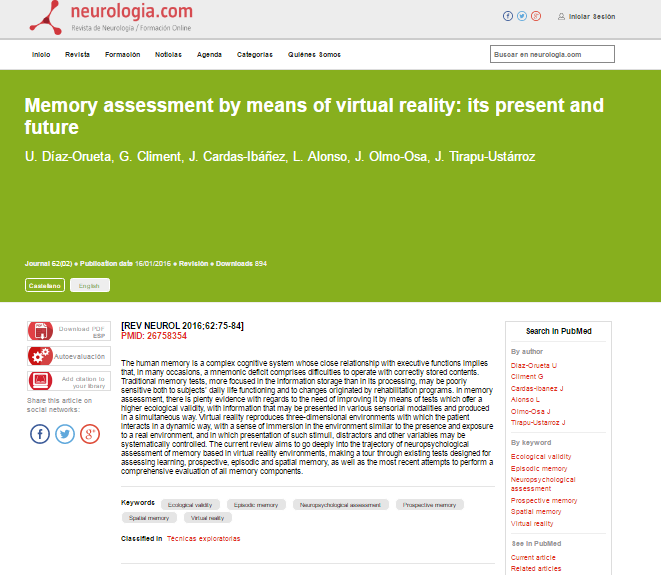 neurologia.com
Revista de Neurología / Formación Online
Iniciar Sesión
Inicio Revista Formación Noticias Agenda Categorías Quiénes Somos
Buscar en neurologia.com
Memory assessment by means of virtual reality: its present and
future
U. Díaz-Orueta, G. Climent, J. Cardas-Ibáñez, L. Alonso, J. Olmo-Osa, J. Tirapu-Ustárroz
Journal 62(02) ● Publication date 16/01/2016 ● Revisión ● Downloads 894
Castellano English
Download PDF
ESP
Autoevaluación
Add citation to
your library
Share this article on
social networks:
[REV NEUROL 2016;62:75-84]
PMID: 26758354
The human memory is a complex cognitive system whose close relationship with executive functions implies
that, in many occasions, a mnemonic deficit comprises difficulties to operate with correctly stored contents.
Traditional memory tests, more focused in the information storage than in its processing, may be poorly
sensitive both to subjects' daily life functioning and to changes originated by rehabilitation programs. In memory
assessment, there is plenty evidence with regards to the need of improving it by means of tests which offer a
higher ecological validity, with information that may be presented in various sensorial modalities and produced
in a simultaneous way. Virtual reality reproduces three-dimensional environments with which the patient
interacts in a dynamic way, with a sense of immersion in the environment similar to the presence and exposure
to a real environment, and in which presentation of such stimuli, distractors and other variables may be
systematically controlled. The current review aims to go deeply into the trajectory of neuropsychological
assessment of memory based in virtual reality environments, making a tour through existing tests designed for
assessing learning, prospective, episodic and spatial memory, as well as the most recent attempts to perform a
comprehensive evaluation of all memory components.
Keywords Ecological validity Episodic memory Neuropsychological assessment Prospective memory
Spatial memory Virtual reality
Classified in Técnicas exploratorias
Search in PubMed
By author
Díaz-Orueta U
Climent G
Cardas-Ibáñez J
Alonso L
Olmo-Osa J
Tirapu-Ustarroz J
By keyword
Ecological validity
Episodic memory
Neuropsychological
assessment
Prospective memory
Spatial memory
Virtual reality
See in PubMed
Current article
Related articles